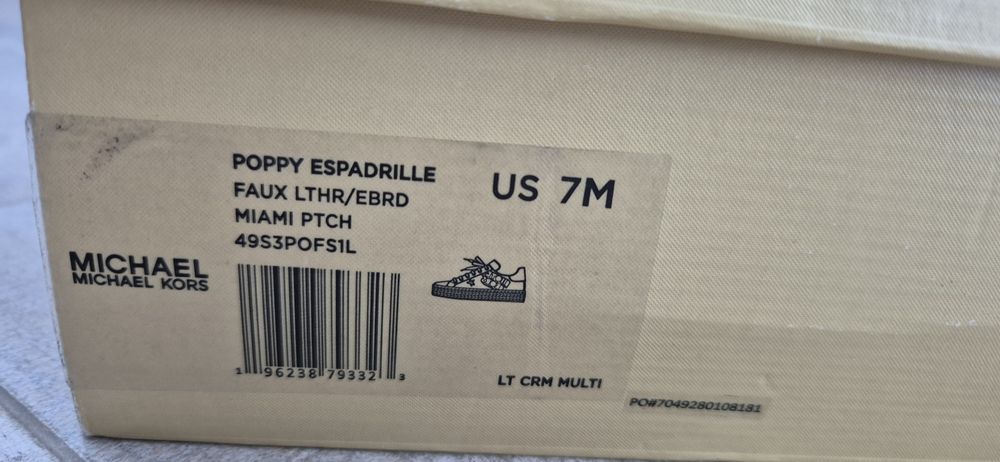 POPPY ESPADRILLE
FAUX LTHR/EBRD
MIAMI PTCH
49S3POFS1L
US 7M
MICHAEL
MICHAEL KORS
1 96238 79332 3
LT CRM MULTI
PO#7049280108181